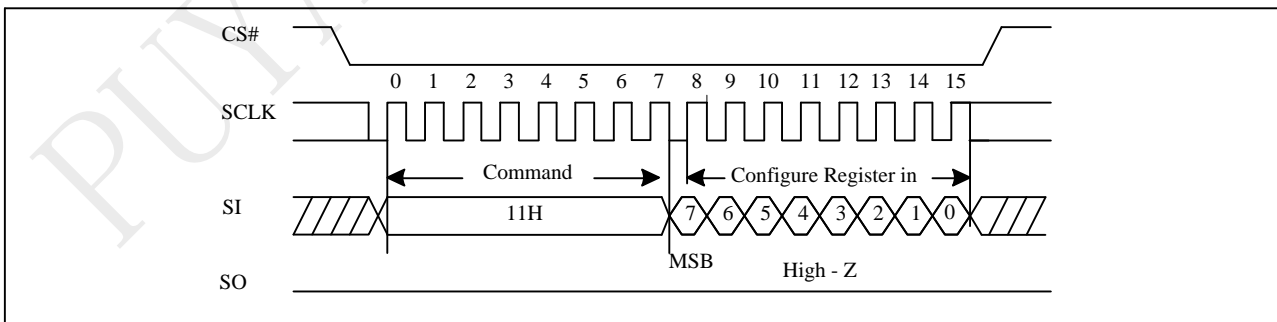 PUYA
CS#
0 1 2 3 4 5 6 7 8 9 10 11 12 13 14 15
SCLK
Command
Configure Register in
SI
11H
7 6 5 4 3 2 1 0
MSB
High - Z
SO